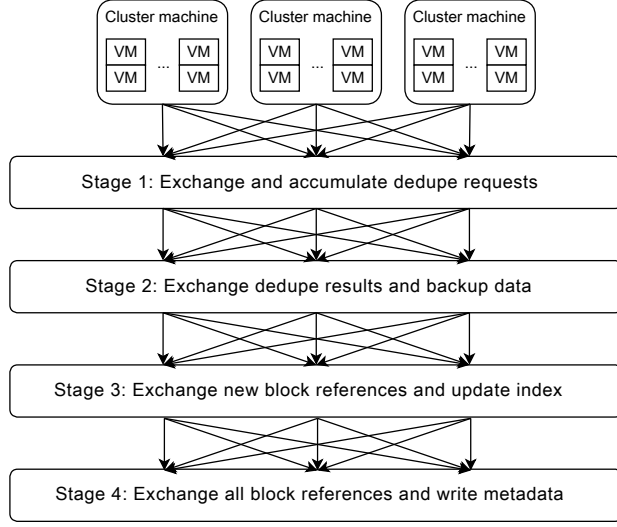 Cluster machine Cluster machine Cluster machine
VM VM VM VM VM VM
... ... ...
VM VM VM VM VM VM
Stage 1: Exchange and accumulate dedupe requests
Stage 2: Exchange dedupe results and backup data
Stage 3: Exchange new block references and update index
Stage 4: Exchange all block references and write metadata